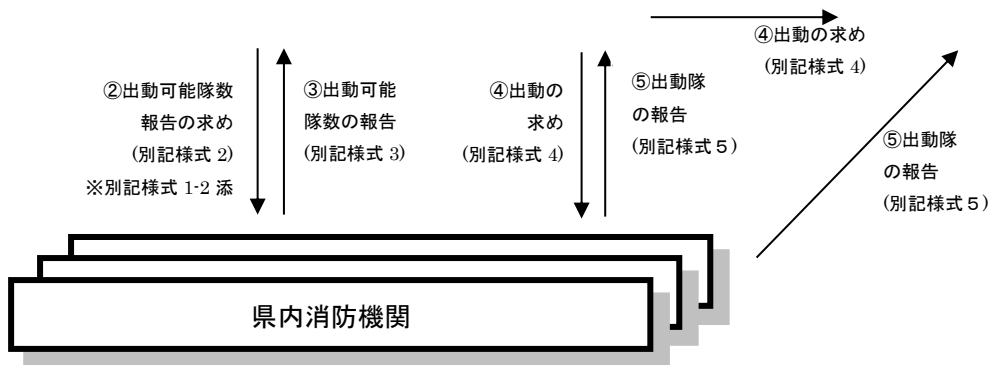 ④出動の求め
(別記様式 4)
②出動可能隊数
報告の求め
(別記様式 2)
※別記様式 1-2 添
③出動可能
隊数の報告
(別記様式 3)
④出動の
求め
(別記様式 4)
⑤出動隊
の報告
(別記様式５)
⑤出動隊
の報告
(別記様式５)
県内消防機関